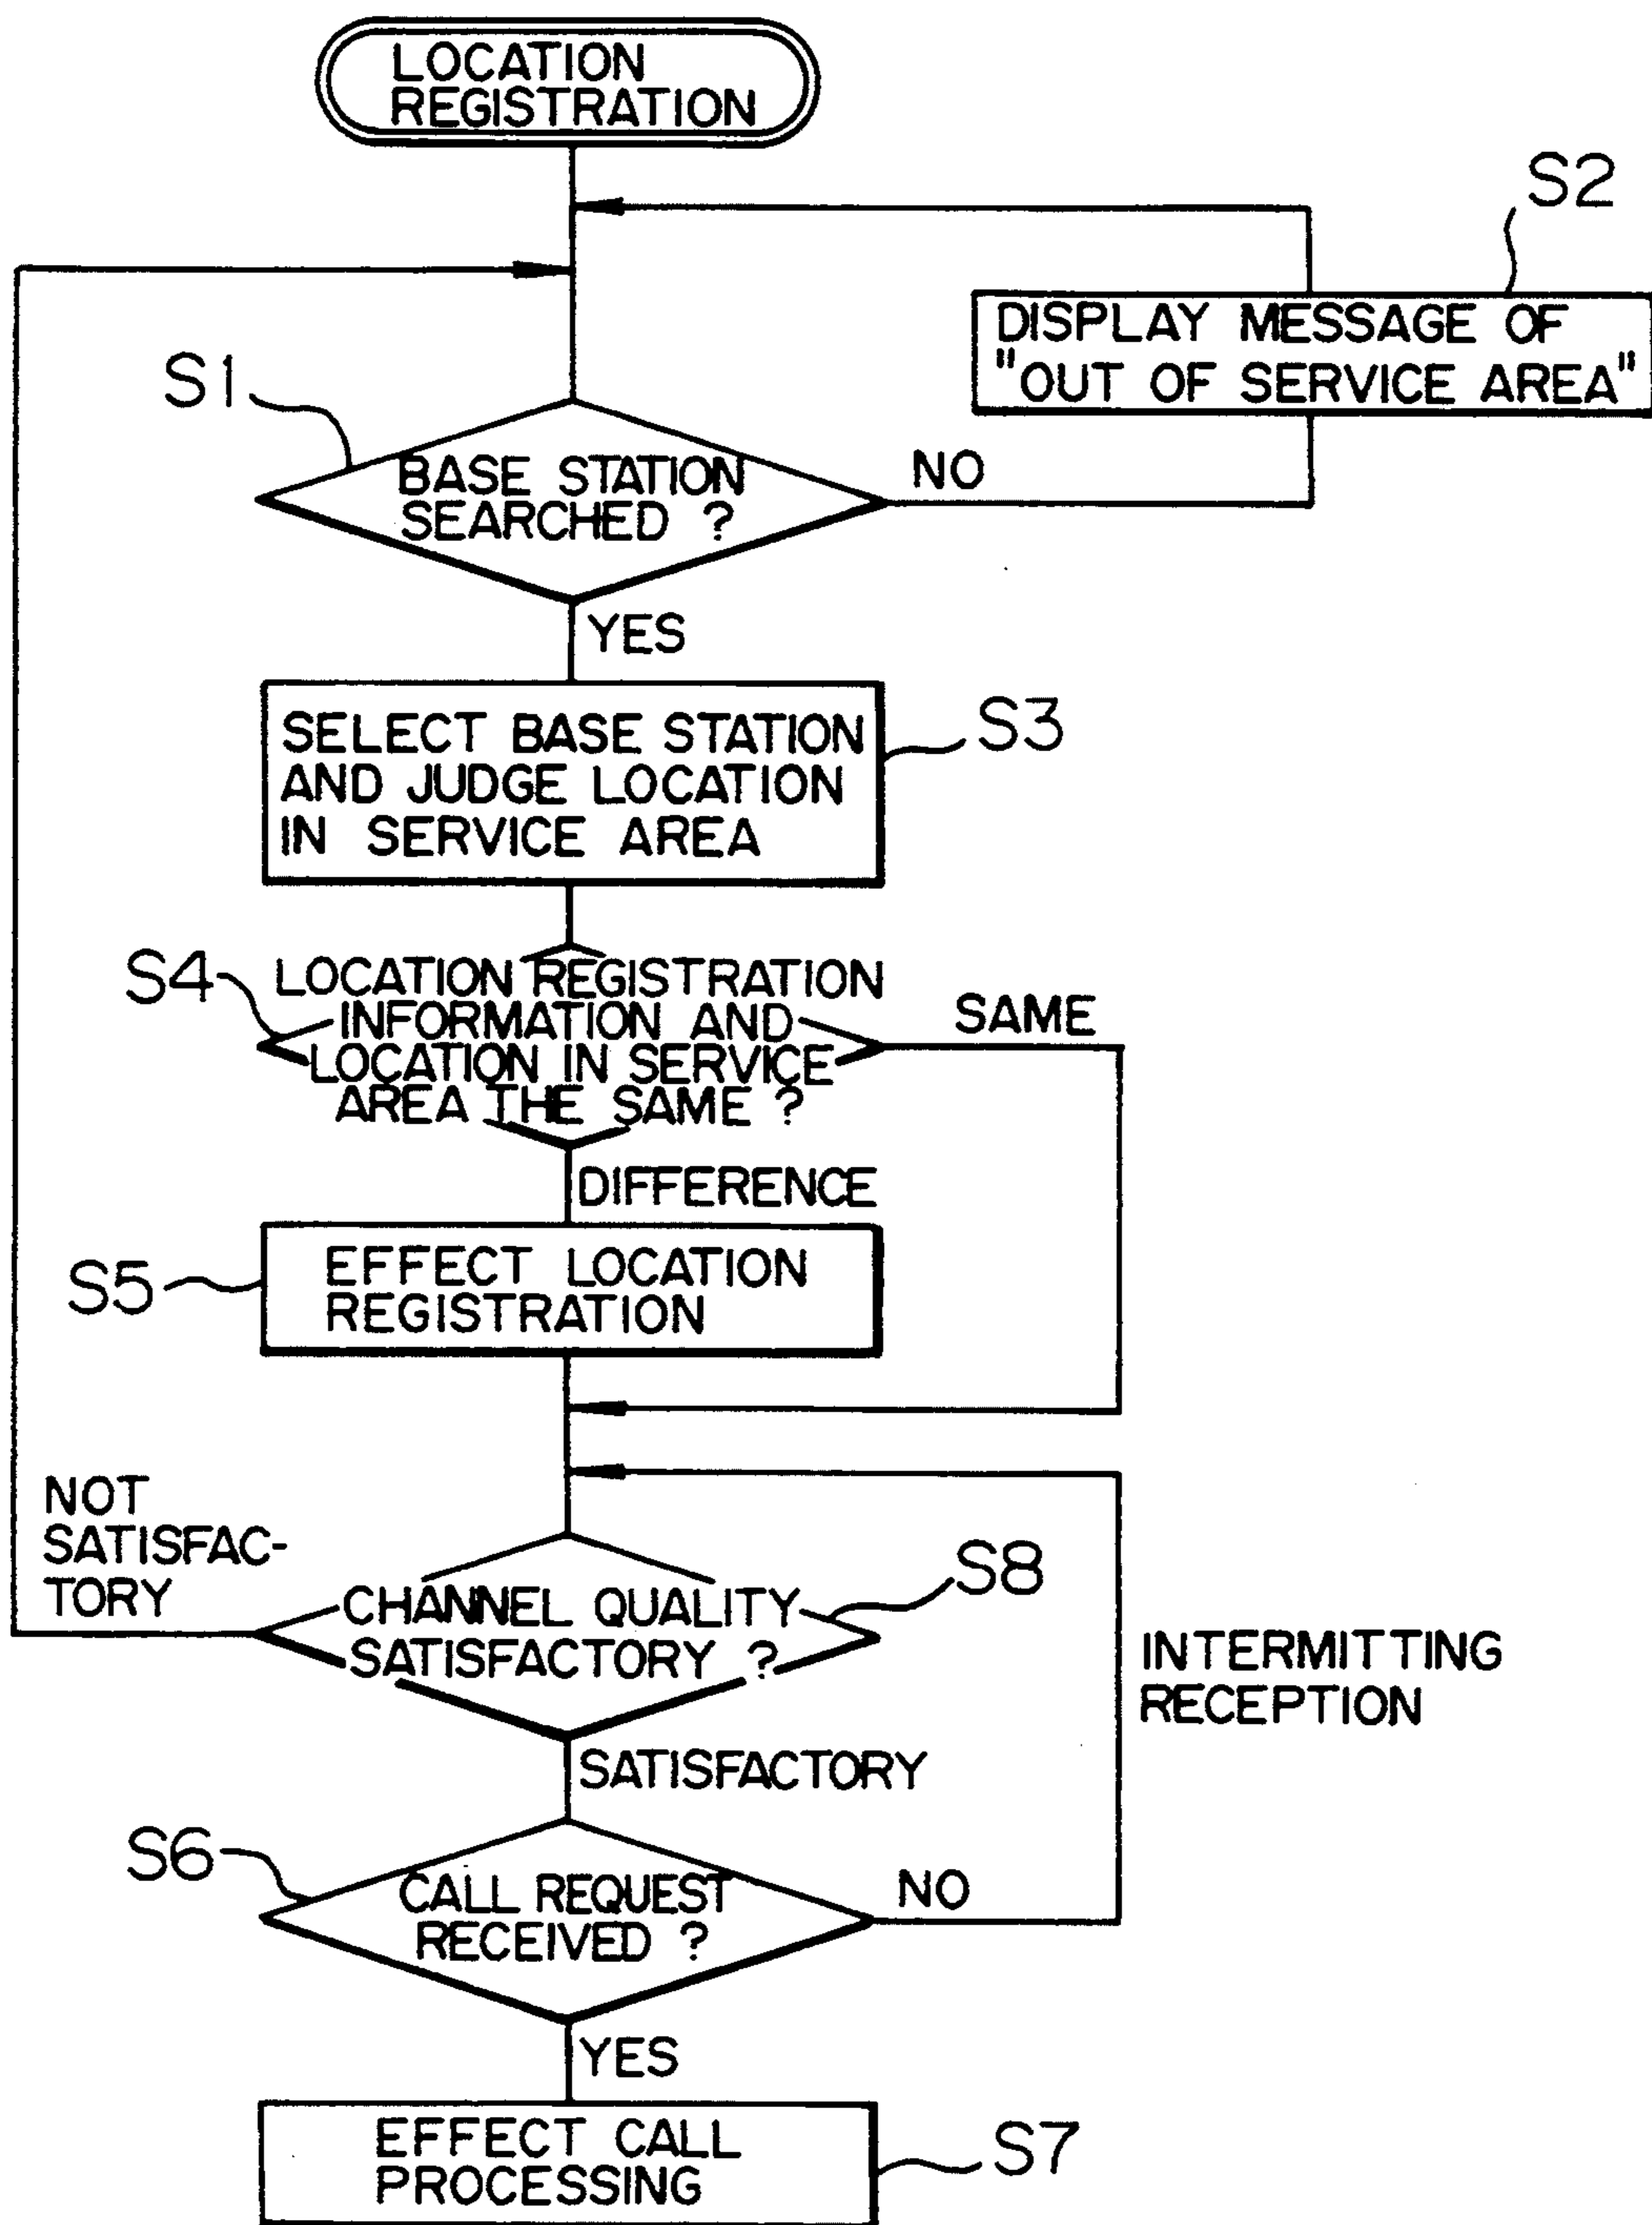 LOCATION
REGISTRATION
S2
DISPLAY MESSAGE OF
"OUT OF SERVICE AREA"
S1
BASE STATION
SEARCHED ?
NO
YES
SELECT BASE STATION
AND JUDGE LOCATION
IN SERVICE AREA
S3
S4
LOCATION REGISTRATION
INFORMATION AND
LOCATION IN SERVICE
AREA THE SAME ?
SAME
DIFFERENCE
S5
EFFECT LOCATION
REGISTRATION
NOT
SATISFAC-
TORY
CHANNEL QUALITY
SATISFACTORY ?
S8
INTERMITTING
RECEPTION
SATISFACTORY
S6
CALL REQUEST
RECEIVED ?
NO
YES
EFFECT CALL
PROCESSING
S7